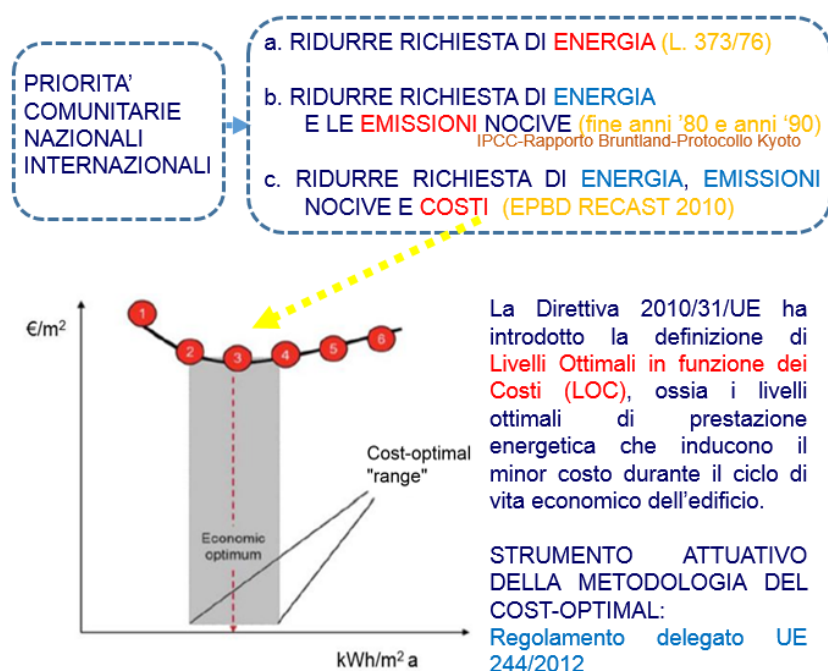 PRIORITA'
COMUNITARIE
NAZIONALI
INTERNAZIONALI
a. RIDURRE RICHIESTA DI ENERGIA (L. 373/76)
b. RIDURRE RICHIESTA DI ENERGIA
E LE EMISSIONI NOCIVE (fine anni '80 e anni '90)
IPCC-Rapporto Bruntland-Protocollo Kyoto
c. RIDURRE RICHIESTA DI ENERGIA, EMISSIONI
NOCIVE E COSTI (EPBD RECAST 2010)
€/m²
1
2
3
4
5
6
Cost-optimal
"range"
Economic
optimum
kWh/m² a
La Direttiva 2010/31/UE ha
introdotto la definizione di
Livelli Ottimali in funzione dei
Costi (LOC), ossia i livelli
ottimali di prestazione
energetica che inducono il
minor costo durante il ciclo di
vita economico dell'edificio.
STRUMENTO ATTUATIVO
DELLA METODOLOGIA DEL
COST-OPTIMAL:
Regolamento delegato UE
244/2012